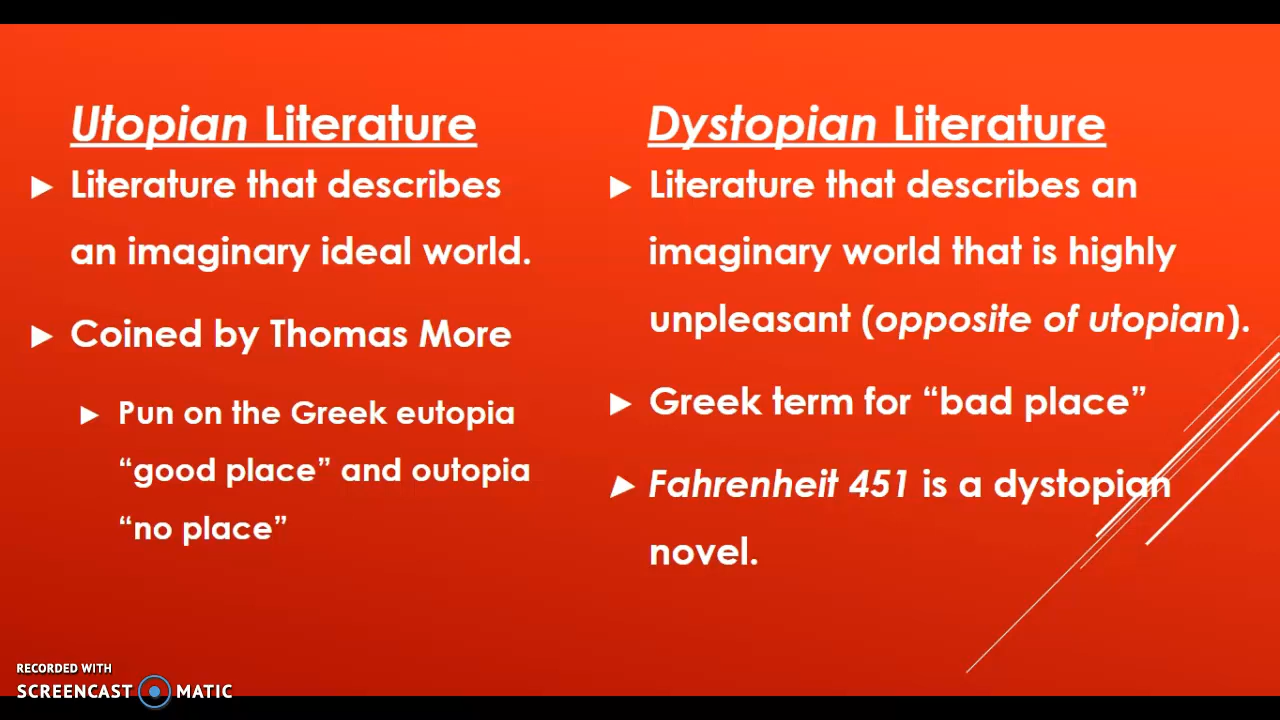 Utopian Literature
► Literature that describes
an imaginary ideal world.
► Coined by Thomas More
► Pun on the Greek eutopia
“good place” and outopia
“no place”
Dystopian Literature
► Literature that describes an
imaginary world that is highly
unpleasant (opposite of utopian).
► Greek term for “bad place”
► Fahrenheit 451 is a dystopian
novel.
RECORDED WITH
SCREENCAST MATIC